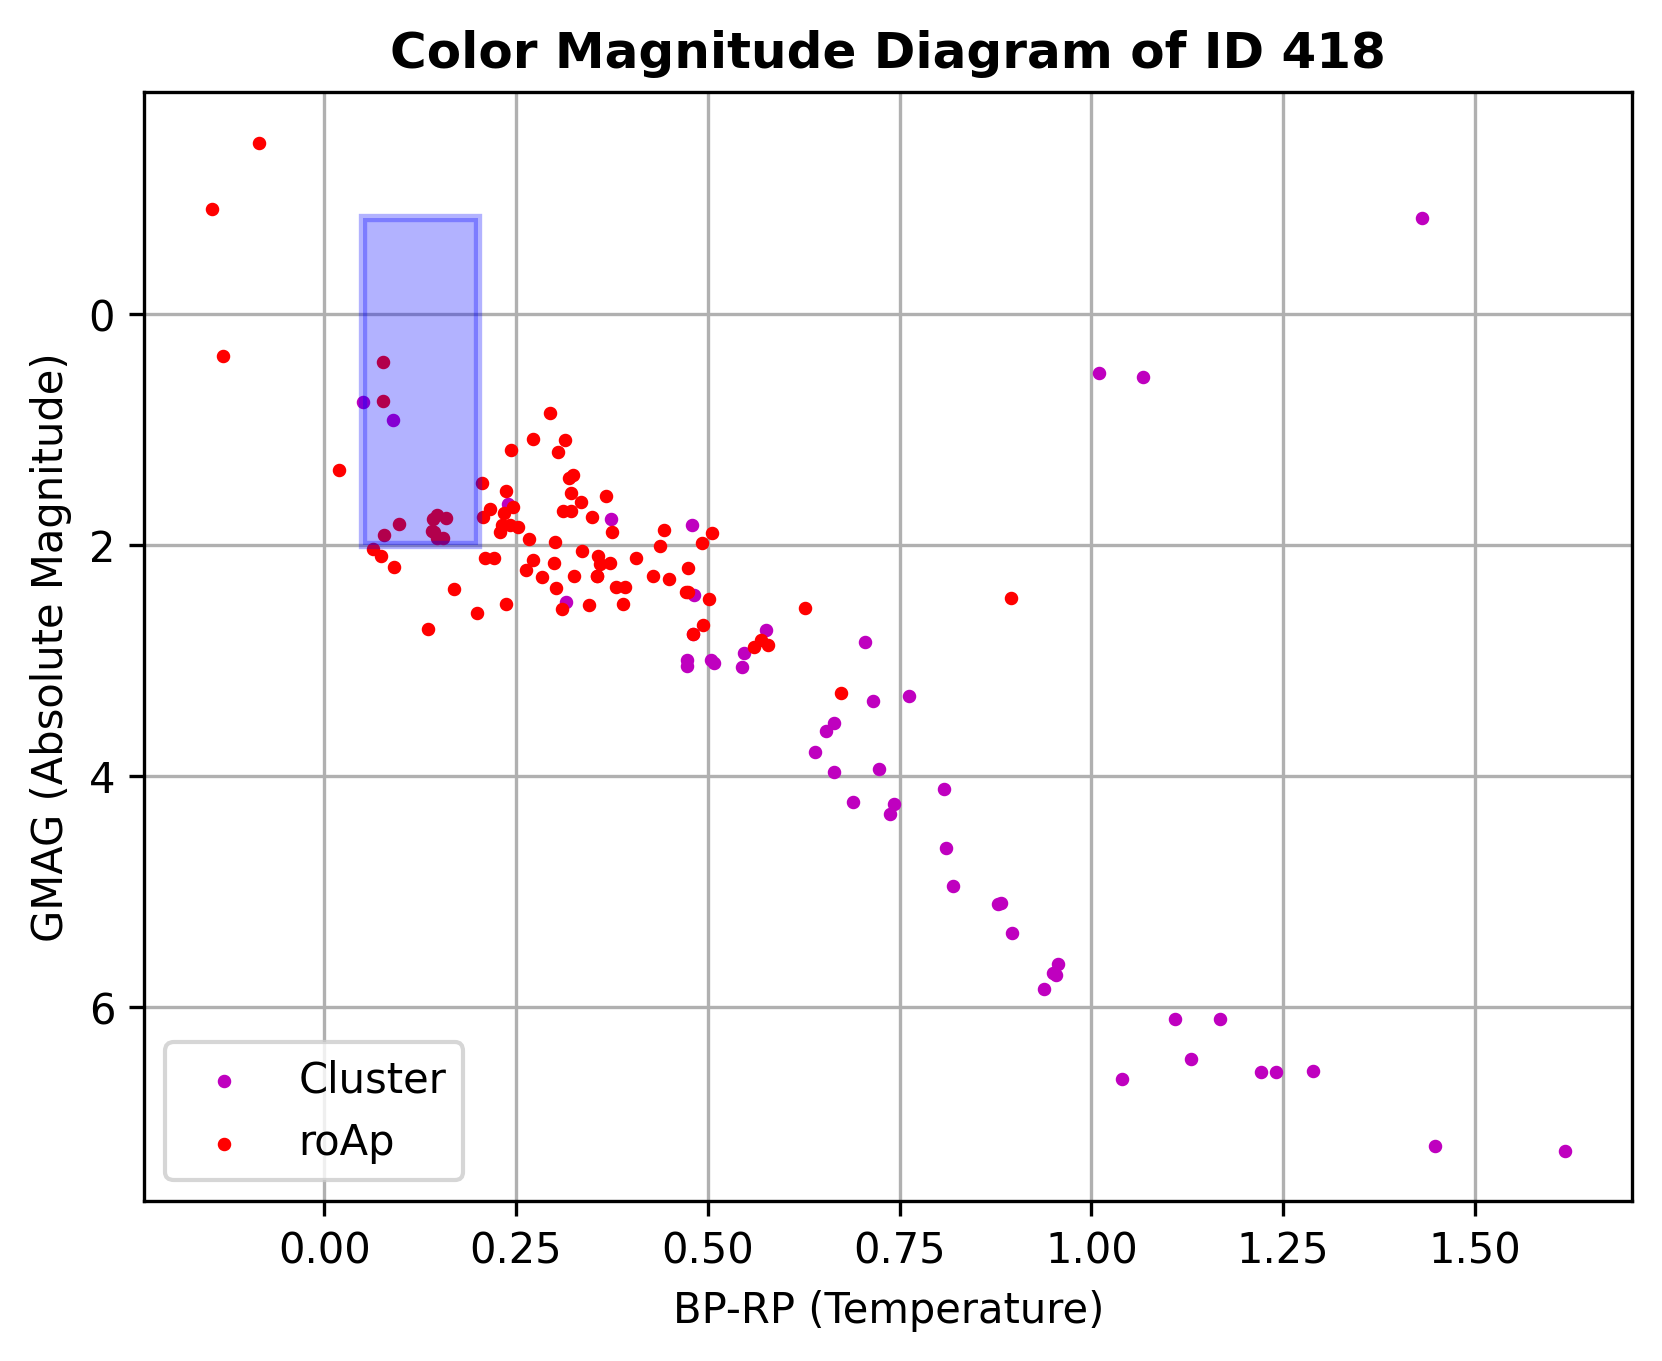 Color Magnitude Diagram of ID 418
GMAG (Absolute Magnitude)
0
2
4
6
Cluster
roAp
0.00 0.25 0.50 0.75 1.00 1.25 1.50
BP-RP (Temperature)